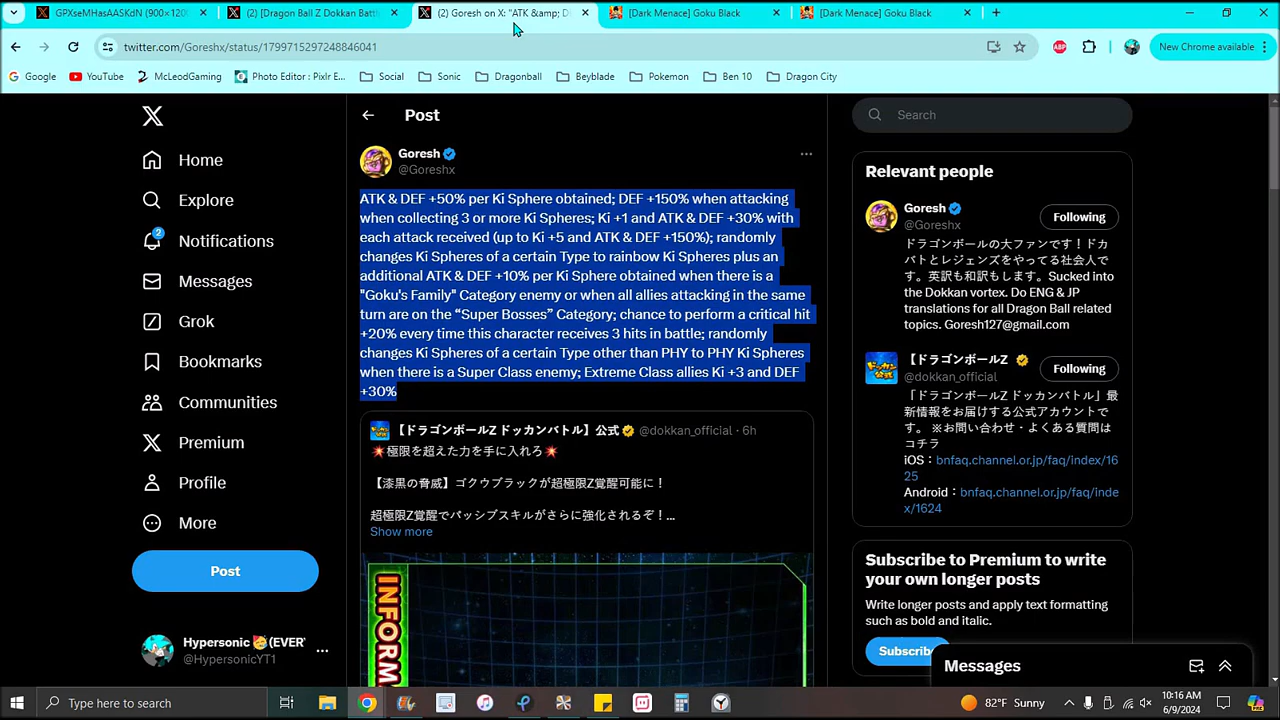 GPXseMHasAASKdN (900×120
(2) [Dragon Ball Z Dokkan Battl
(2) Goresh on X: "ATK &amp; D
[Dark Menace] Goku Black
[Dark Menace] Goku Black
twitter.com/Goreshx/status/1799715297248846041
ABP
New Chrome available
Google
YouTube
McLeodGaming
Photo Editor : Pixlr E...
Social
Sonic
Dragonball
Beyblade
Pokemon
Ben 10
Dragon City
Home
Explore
2
Notifications
Messages
Grok
Bookmarks
Communities
Premium
Profile
More
Post
Hypersonic 🥳(EVER
@HypersonicYT1
Post
Goresh
@Goreshx
ATK & DEF +50% per Ki Sphere obtained; DEF +150% when attacking
when collecting 3 or more Ki Spheres; Ki +1 and ATK & DEF +30% with
each attack received (up to Ki +5 and ATK & DEF +150%); randomly
changes Ki Spheres of a certain Type to rainbow Ki Spheres plus an
additional ATK & DEF +10% per Ki Sphere obtained when there is a
"Goku's Family" Category enemy or when all allies attacking in the same
turn are on the “Super Bosses” Category; chance to perform a critical hit
+20% every time this character receives 3 hits in battle; randomly
changes Ki Spheres of a certain Type other than PHY to PHY Ki Spheres
when there is a Super Class enemy; Extreme Class allies Ki +3 and DEF
+30%
【ドラゴンボールZ ドッカンバトル】公式 @dokkan_official · 6h
💥極限を超えた力を手に入れろ💥
【漆黒の脅威】ゴクウブラックが超極限Z覚醒可能に！
超極限Z覚醒でパッシブスキルがさらに強化されるぞ！...
Show more
INFORM
Search
Relevant people
Goresh
@Goreshx
Following
ドラゴンボールの大ファンです！ドカ
バトとレジェンズをやってる社会人で
す。英訳も和訳もします。Sucked into
the Dokkan vortex. Do ENG & JP
translations for all Dragon Ball related
topics. Goresh127@gmail.com
【ドラゴンボールZ
@dokkan_official
Following
「ドラゴンボールZ ドッカンバトル」最
新情報をお届けする公式アカウントで
す。 ※お問い合わせ・よくある質問は
コチラ
iOS：bnfaq.channel.or.jp/faq/index/16
25
Android：bnfaq.channel.or.jp/faq/inde
x/1624
Subscribe to Premium to write
your own longer posts
Write longer posts and apply text formatting
such as bold and italic.
Subscribe
Messages
Type here to search
82°F Sunny
10:16 AM
6/9/2024